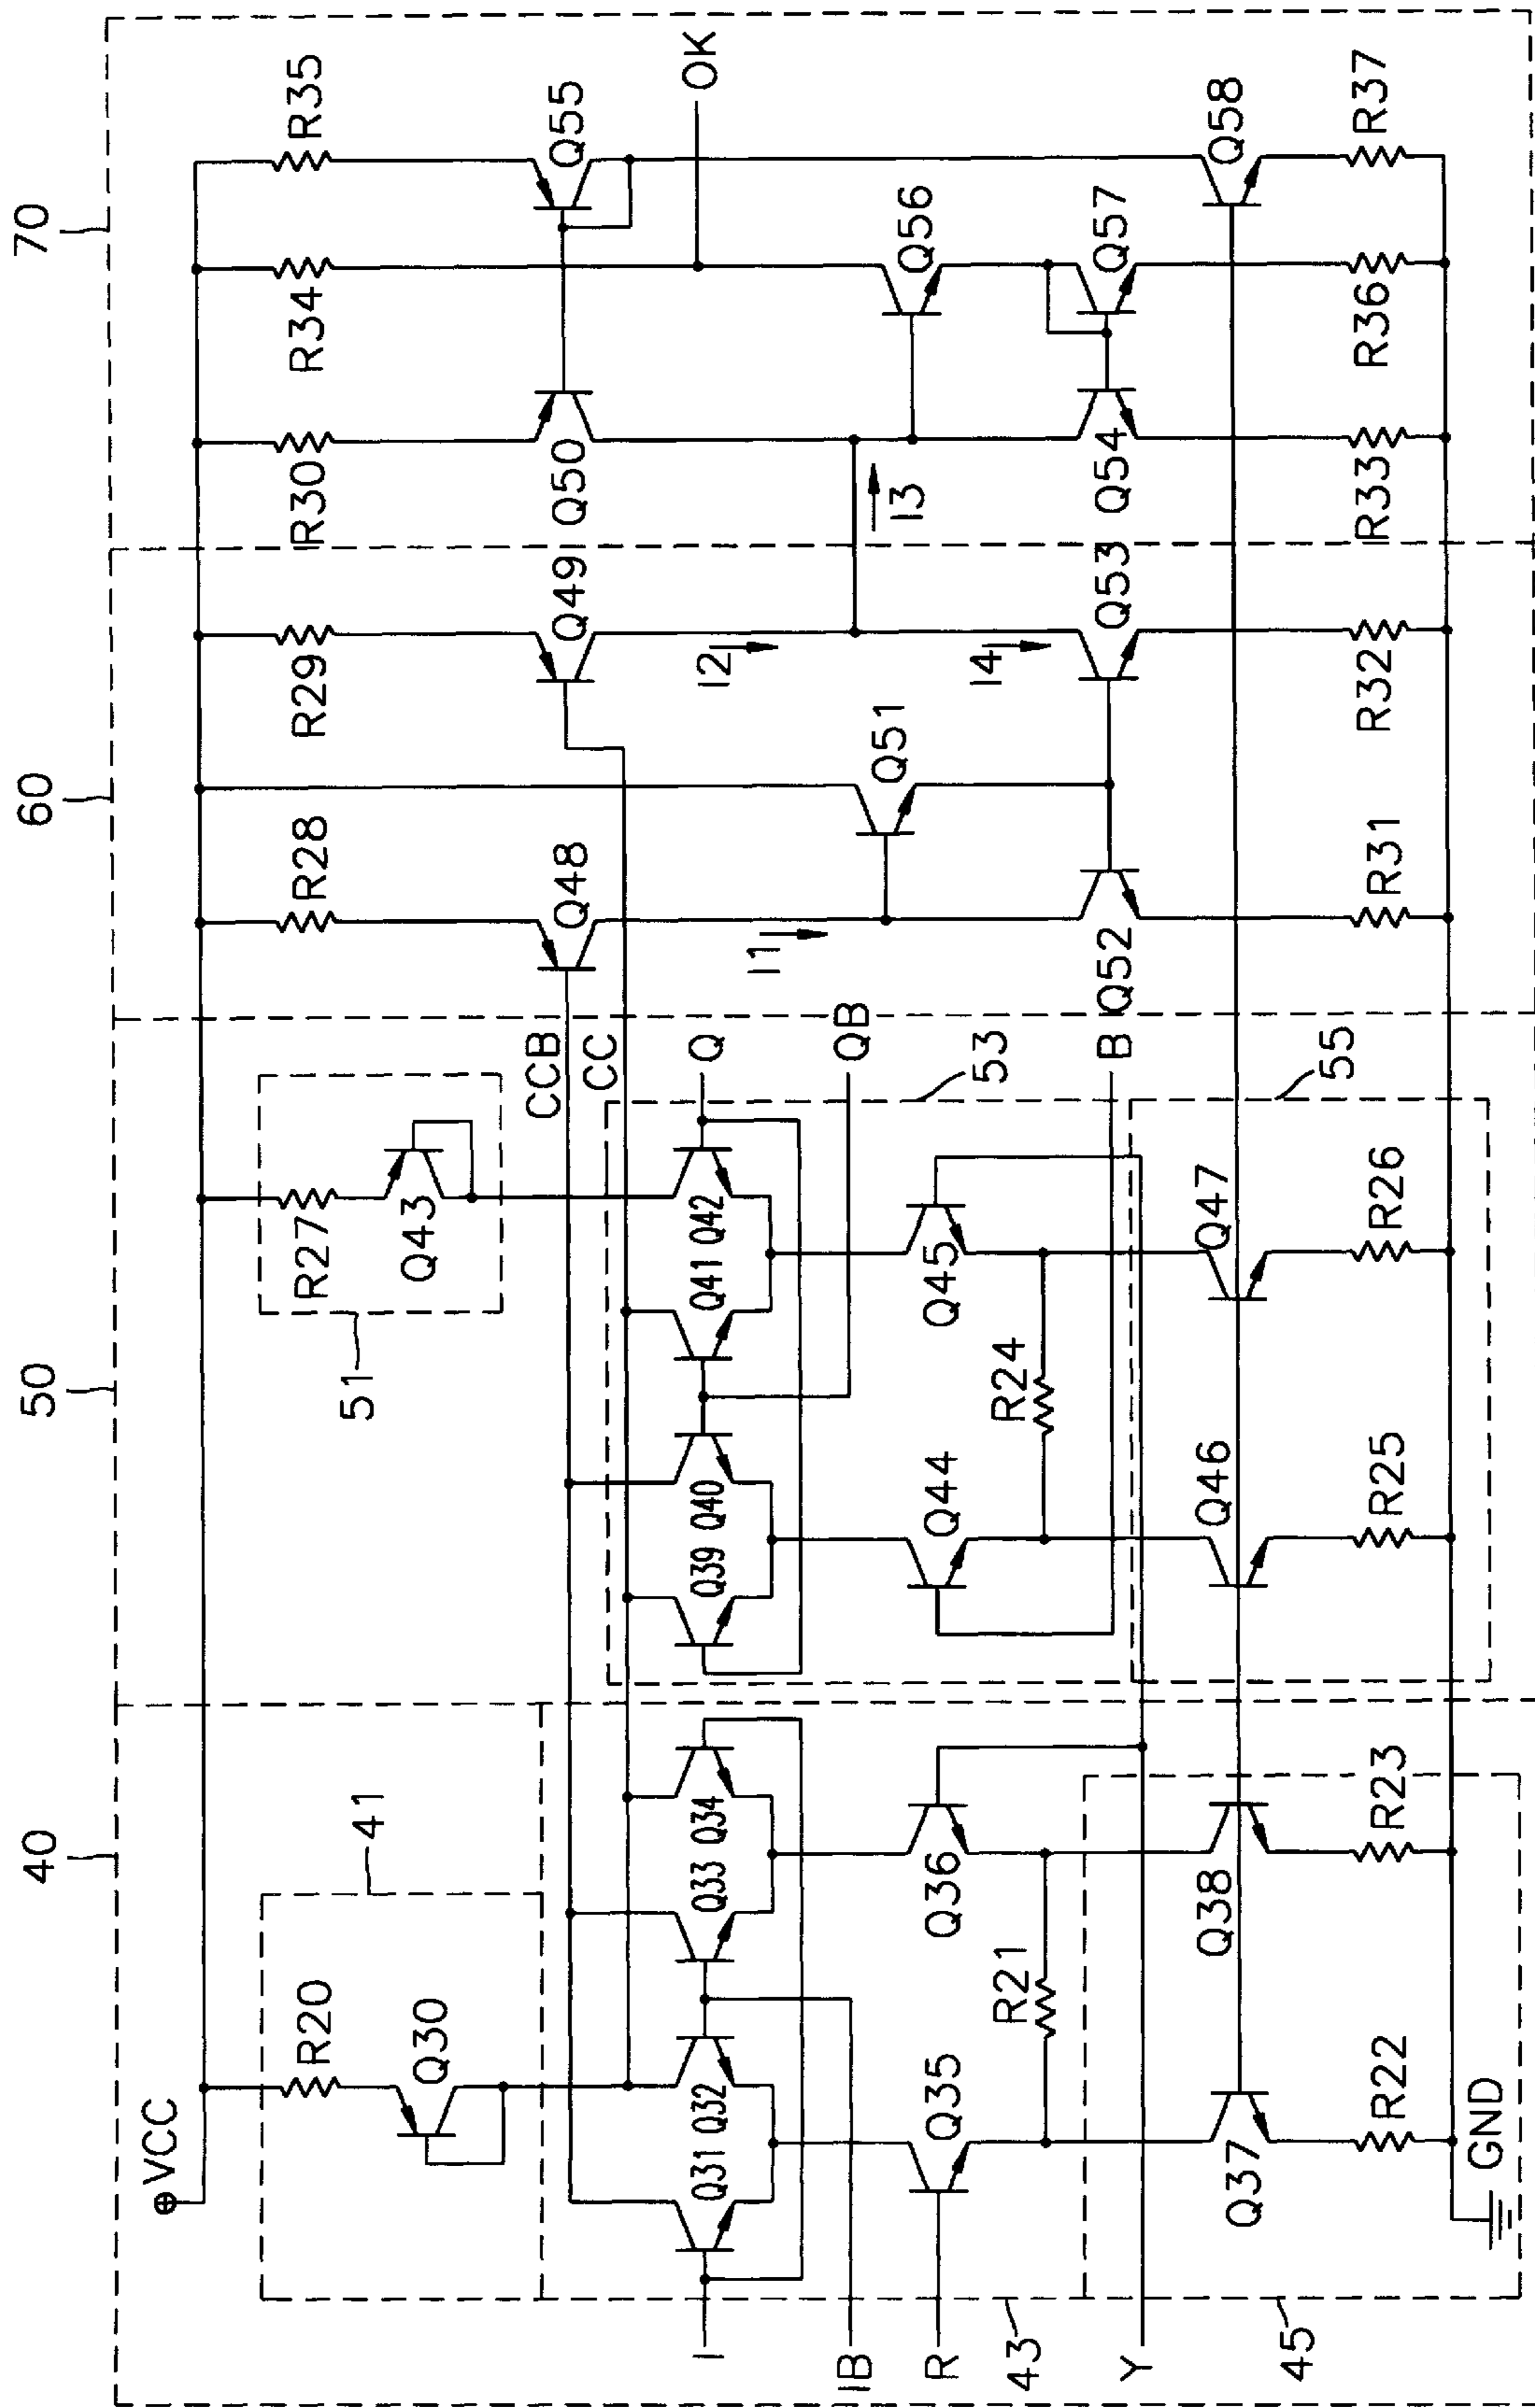 40
50
60
70
VCC
41
R20
Q30
51
R27
Q43
R28
R29
R30
R34
R35
Q48
Q49
Q50
Q55
CCB
CC
OK
I
Q31
Q32
Q33
Q34
Q39
Q40
Q41
Q42
Q
I1
I2
IB
QB
Q51
I3
Q56
R
Q35
Q36
Q44
Q45
53
I4
R21
R24
43
Y
B
Q52
Q53
Q54
Q57
Q37
Q38
Q46
Q47
55
Q58
45
GND
R22
R23
R25
R26
R31
R32
R33
R36
R37